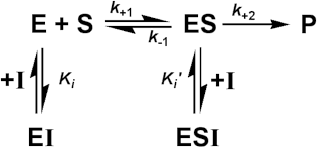 E + S k+1 k-1 ES k+2 P
+I Ki Ki' +I
EI ESI